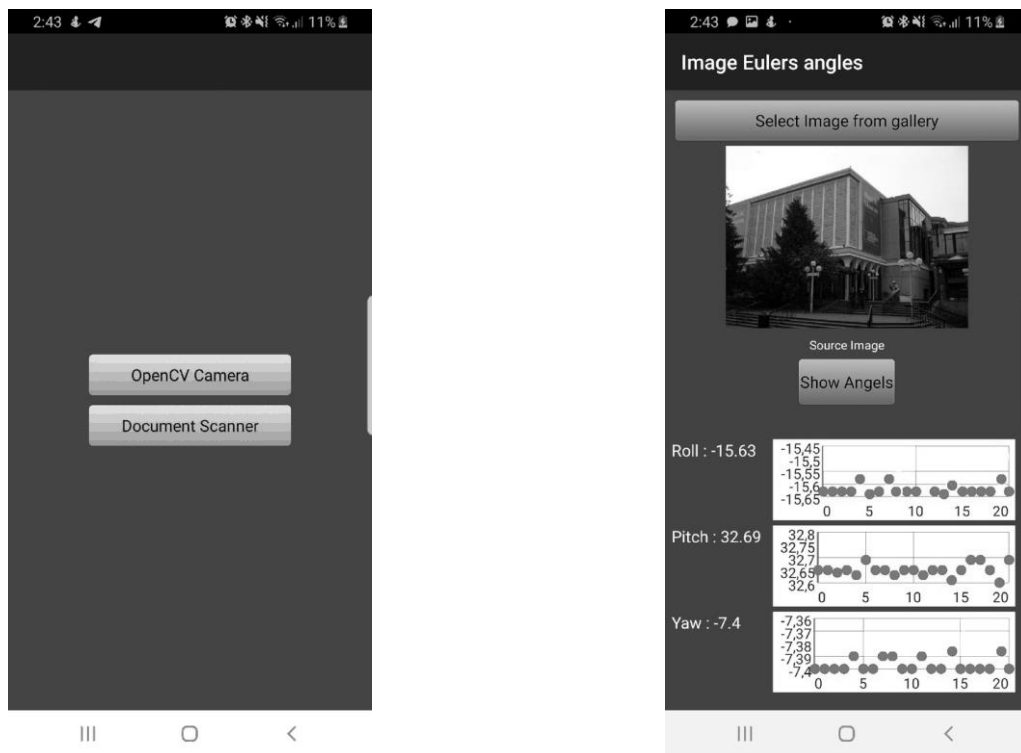 2:43
11%
OpenCV Camera
Document Scanner
2:43
11%
Image Eulers angles
Select Image from gallery
Source Image
Show Angels
Roll : -15.63
-15,45
-15,5
-15,55
-15,6
-15,65
0 5 10 15 20
Pitch : 32.69
32,8
32,75
32,7
32,65
32,6
0 5 10 15 20
Yaw : -7.4
-7,36
-7,37
-7,38
-7,39
-7,4
0 5 10 15 20